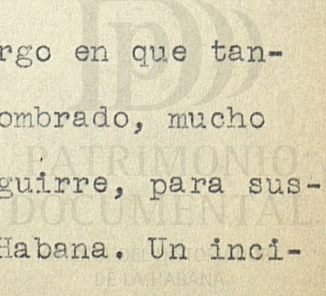 rgo en que tan-
ombrado, mucho
PATRIMONIO
guirre, para sus-
DOCUMENTAL
Habana. Un inci-
DE LA HABANA